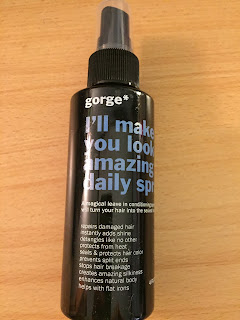 gorge*
I'll make
you look
amazing
daily spr
A magical leave in conditioning
will turn your hair into the
repairs damaged hair
instantly adds shine
detangles like no other
protects from heat
seals & protects hair color
prevents split ends
stops hair breakage
creates amazing silkiness
enhances natural body
helps with flat irons